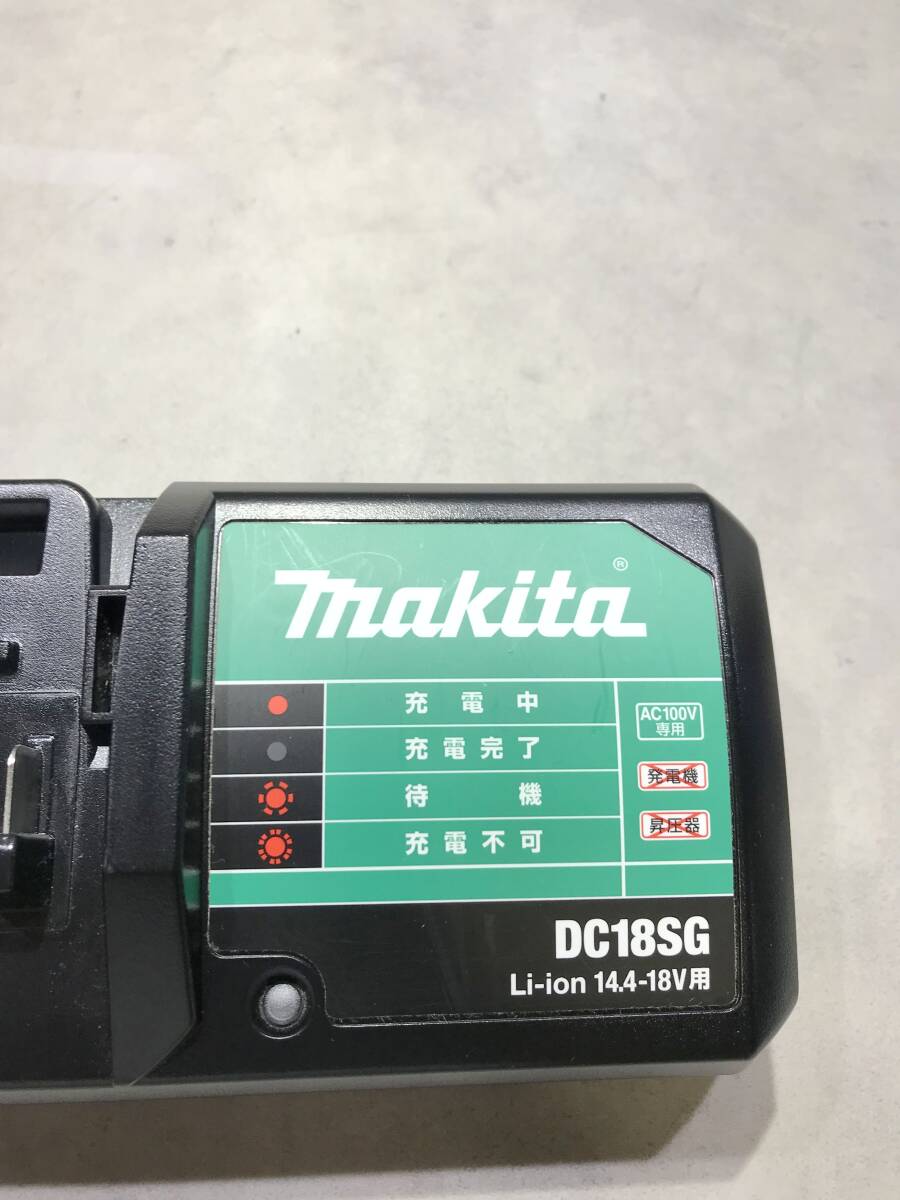 makita®
充電中
充電完了
待機
充電不可
AC100V
専用
発電機
昇圧器
DC18SG
Li-ion 14.4-18V用